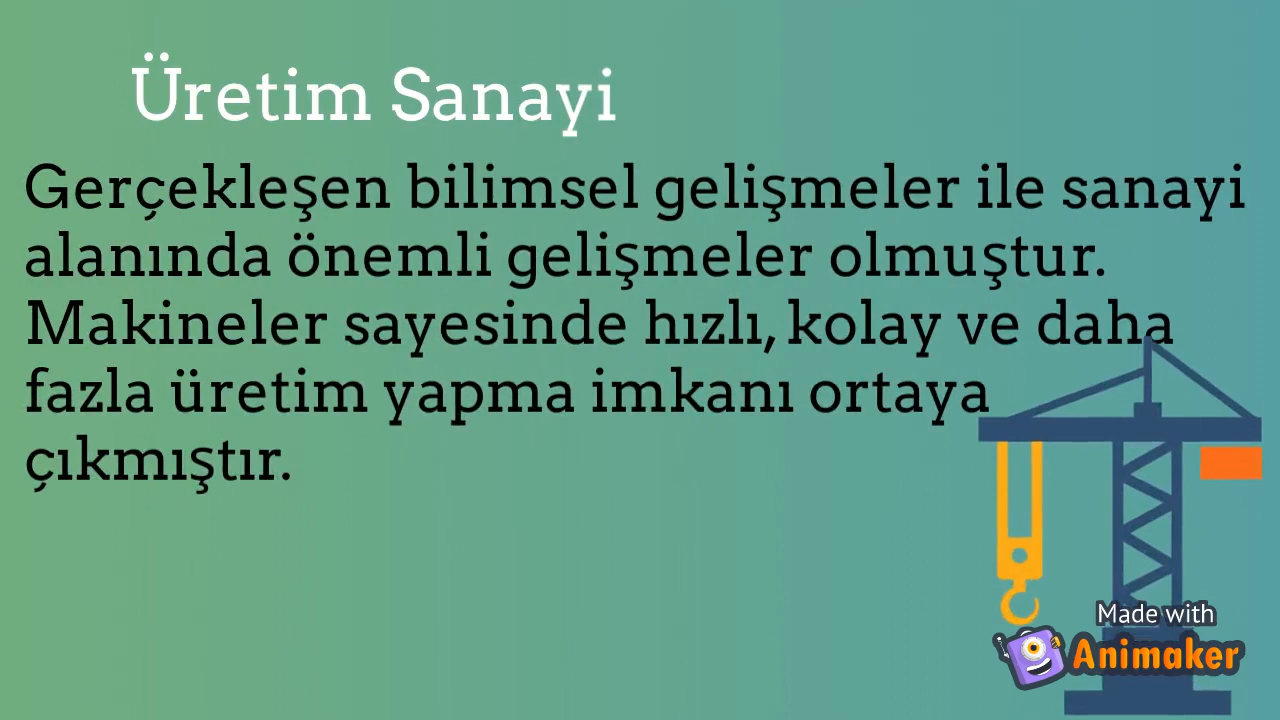 Üretim Sanayi
Gerçekleşen bilimsel gelişmeler ile sanayi
alanında önemli gelişmeler olmuştur.
Makineler sayesinde hızlı, kolay ve daha
fazla üretim yapma imkanı ortaya
çıkmıştır.
Made with
Animaker